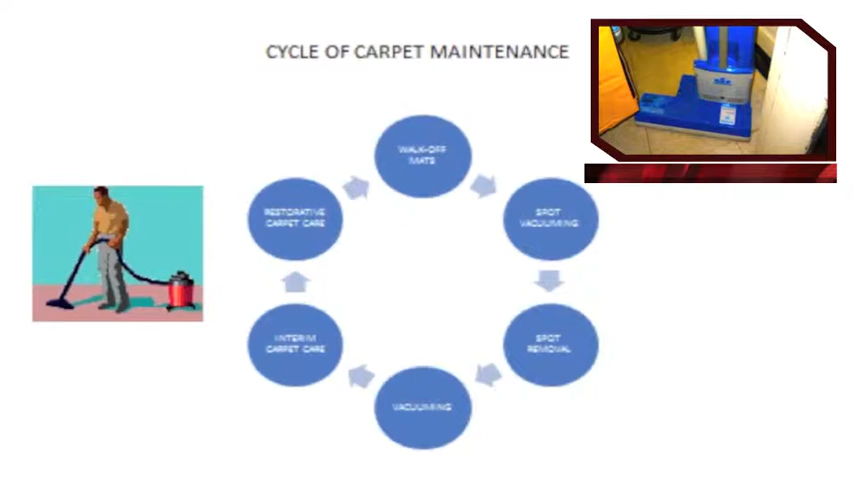 CYCLE OF CARPET MAINTENANCE
WALK-OFF
MATS
SPOT
VACUUMING
SPOT
REMOVAL
VACUUMING
INTERIM
CARPET CARE
RESTORATIVE
CARPET CARE